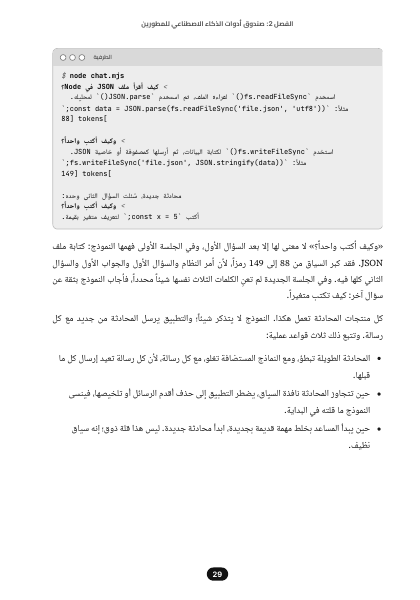 الفصل 2: صندوق أدوات الذكاء الاصطناعي للمطورين
الطرفية
$ node chat.mjs
> كيف أقرأ ملف JSON في Node؟
استخدم `fs.readFileSync()` لقراءة الملف، ثم استخدم `JSON.parse()` لتحليله.
مثلاً: `const data = JSON.parse(fs.readFileSync('file.json', 'utf8'));`
[88 tokens]
> وكيف أكتب واحداً؟
استخدم `fs.writeFileSync()` لكتابة البيانات، ثم أرسلها كمصفوفة أو خاصية JSON.
مثلاً: `fs.writeFileSync('file.json', JSON.stringify(data));`
[149 tokens]
محادثة جديدة، سُئلت السؤال الثاني وحده:
> وكيف أكتب واحداً؟
أكتب `const x = 5;` لتعريف متغير بقيمة.
«وكيف أكتب واحداً؟» لا معنى لها إلا بعد السؤال الأول، وفي الجلسة الأولى فهمها النموذج: كتابة ملف
JSON. فقد كبر السياق من 88 إلى 149 رمزاً، لأن أمر النظام والسؤال الأول والجواب الأول والسؤال
الثاني كلها فيه. وفي الجلسة الجديدة لم تعنِ الكلمات الثلاث نفسها شيئاً محدداً، فأجاب النموذج بثقة عن
سؤال آخر: كيف تكتب متغيراً.
كل منتجات المحادثة تعمل هكذا. النموذج لا يتذكر شيئاً؛ والتطبيق يرسل المحادثة من جديد مع كل
رسالة. وتتبع ذلك ثلاث قواعد عملية:
• المحادثة الطويلة تبطؤ، ومع النماذج المستضافة تغلو، مع كل رسالة، لأن كل رسالة تعيد إرسال كل ما
قبلها.
• حين تتجاوز المحادثة نافذة السياق، يضطر التطبيق إلى حذف أقدم الرسائل أو تلخيصها، فينسى
النموذج ما قلته في البداية.
• حين يبدأ المساعد بخلط مهمة قديمة بجديدة، ابدأ محادثة جديدة. ليس هذا قلة ذوق؛ إنه سياق
نظيف.
29